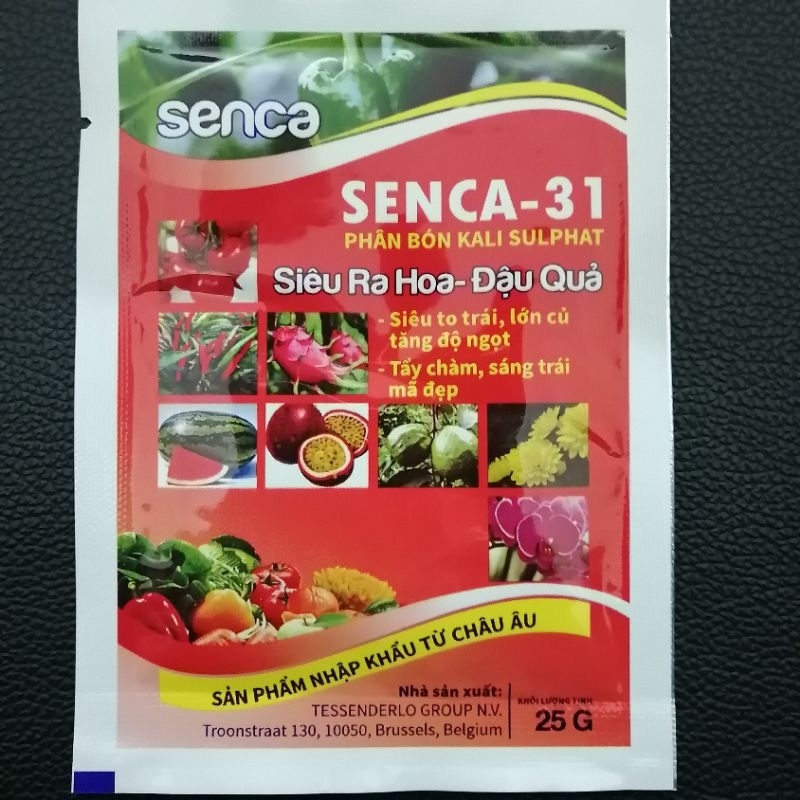 senca
SENCA-31
PHÂN BÓN KALI SULPHAT
Siêu Ra Hoa- Đậu Quả
- Siêu to trái, lớn củ
tăng độ ngọt
- Tẩy chàm, sáng trái
mã đẹp
SẢN PHẨM NHẬP KHẨU TỪ CHÂU ÂU
Nhà sản xuất:
TESSENDERLO GROUP N.V.
Troonstraat 130, 10050, Brussels, Belgium
KHỐI LƯỢNG TỊNH
25 G